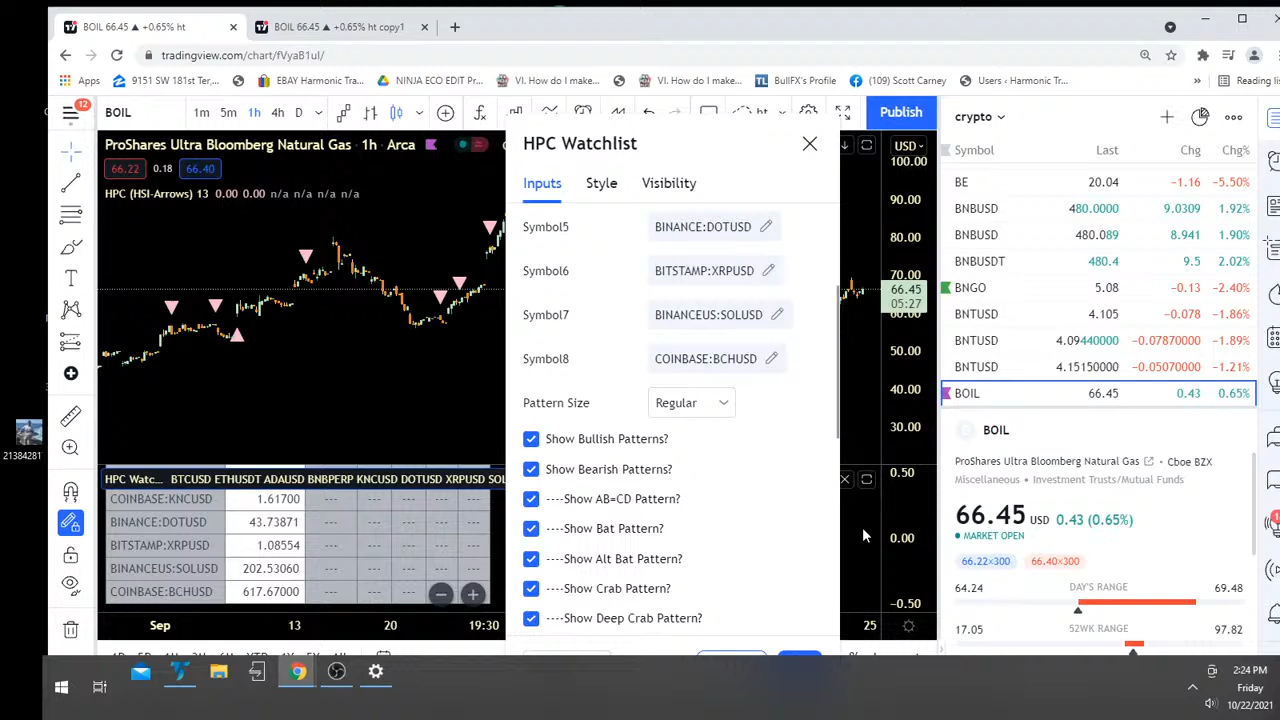 BOIL 66.45 ▲ +0.65% ht
BOIL 66.45 ▲ +0.65% ht copy1
tradingview.com/chart/fVyaB1uI/
Apps
9151 SW 181st Ter,...
EBAY Harmonic Tra...
NINJA ECO EDIT Pr...
VI. How do I make...
VI. How do I make...
BullFX's Profile
(109) Scott Carney
Users ‹ Harmonic Tr...
Reading lis
12
BOIL
1m 5m 1h 4h D
ht
Publish
crypto
ProShares Ultra Bloomberg Natural Gas • 1h • Arca
66.22 0.18 66.40
HPC (HSI-Arrows) 13 0.00 0.00 n/a n/a n/a n/a
HPC Watchlist
Inputs Style Visibility
Symbol5 BINANCE:DOTUSD
Symbol6 BITSTAMP:XRPUSD
Symbol7 BINANCEUS:SOLUSD
Symbol8 COINBASE:BCHUSD
Pattern Size Regular
Show Bullish Patterns?
Show Bearish Patterns?
----Show AB=CD Pattern?
----Show Bat Pattern?
----Show Alt Bat Pattern?
----Show Crab Pattern?
----Show Deep Crab Pattern?
HPC Watc... BTCUSD ETHUSDT ADAUSD BNBPERP KNCUSD DOTUSD XRPUSD SOL
COINBASE:KNCUSD 1.61700 --- --- --- --- ---
BINANCE:DOTUSD 43.73871 --- --- --- --- ---
BITSTAMP:XRPUSD 1.08554 --- --- --- --- ---
BINANCEUS:SOLUSD 202.53060 --- --- --- --- ---
COINBASE:BCHUSD 617.67000 --- ---
Sep 13 20 19:30 25
USD
100.00
90.00
80.00
70.00
66.45
05:27
60.00
50.00
40.00
30.00
0.50
0.00
−0.50
Symbol Last Chg Chg%
BE 20.04 −1.16 −5.50%
BNBUSD 480.0000 9.0309 1.92%
BNBUSD 480.089 8.941 1.90%
BNBUSDT 480.4 9.5 2.02%
BNGO 5.08 −0.13 −2.40%
BNTUSD 4.105 −0.078 −1.86%
BNTUSD 4.09440000 −0.07870000 −1.89%
BNTUSD 4.15150000 −0.05070000 −1.21%
BOIL 66.45 0.43 0.65%
BOIL
ProShares Ultra Bloomberg Natural Gas • Cboe BZX
Miscellaneous • Investment Trusts/Mutual Funds
66.45 USD 0.43 (0.65%)
MARKET OPEN
66.22×300 66.40×300
64.24 DAY'S RANGE 69.48
17.05 52WK RANGE 97.82
21384281
2:24 PM
Friday
10/22/2021